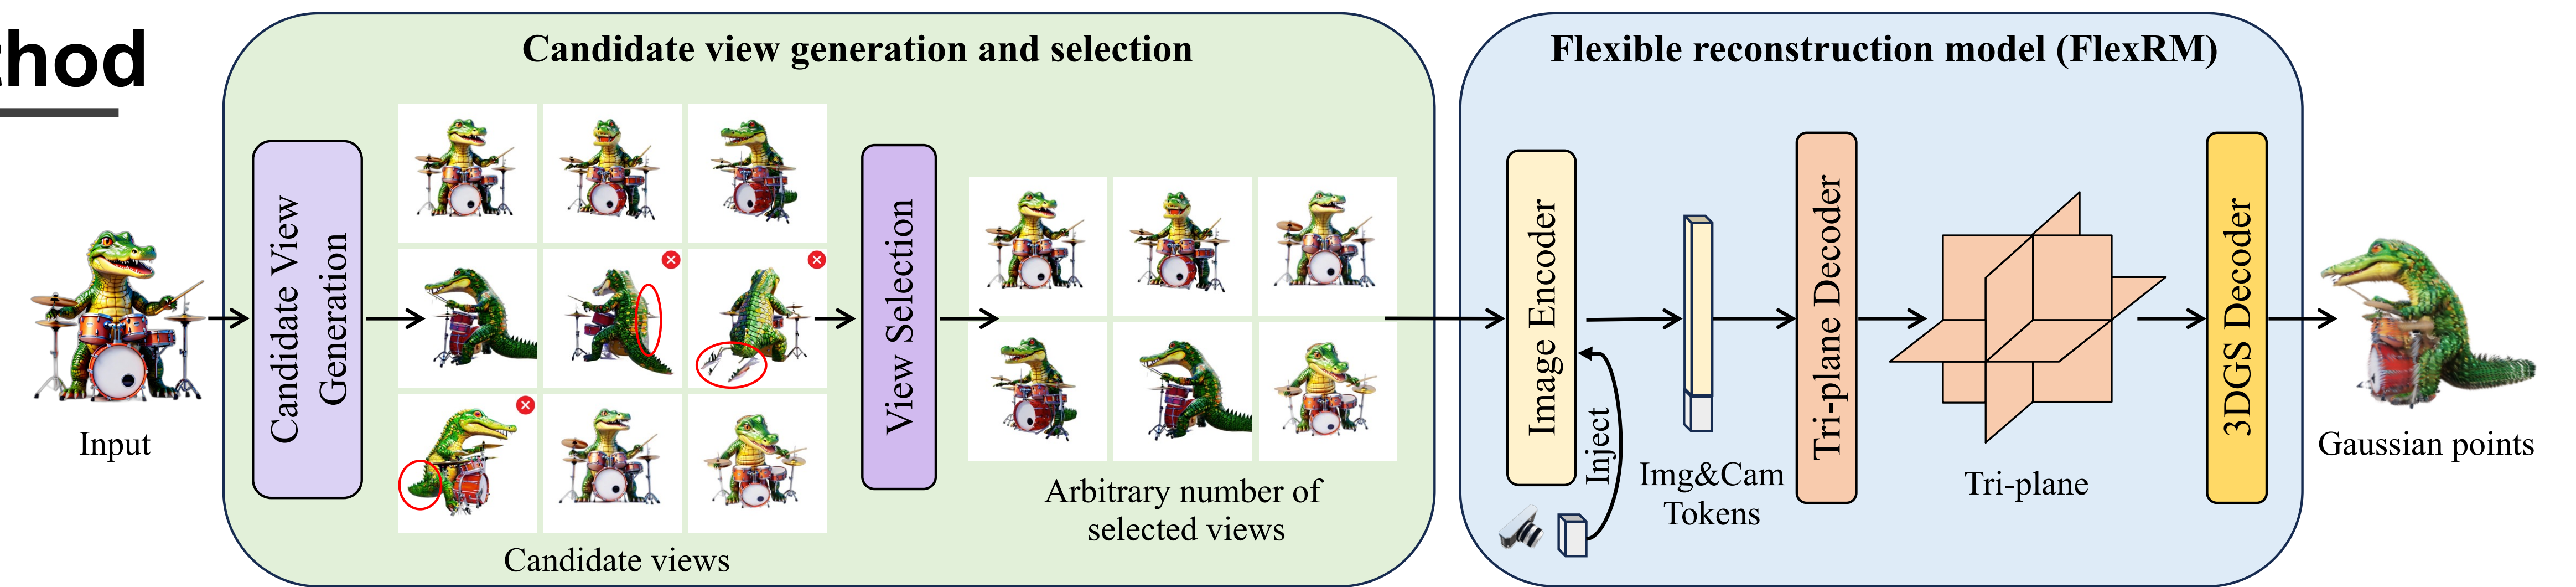 Candidate view generation and selection
Input
Candidate View
Generation
Candidate views
View Selection
Arbitrary number of
selected views
Flexible reconstruction model (FlexRM)
Image Encoder
Inject
Img&Cam
Tokens
Tri-plane Decoder
Tri-plane
3DGS Decoder
Gaussian points